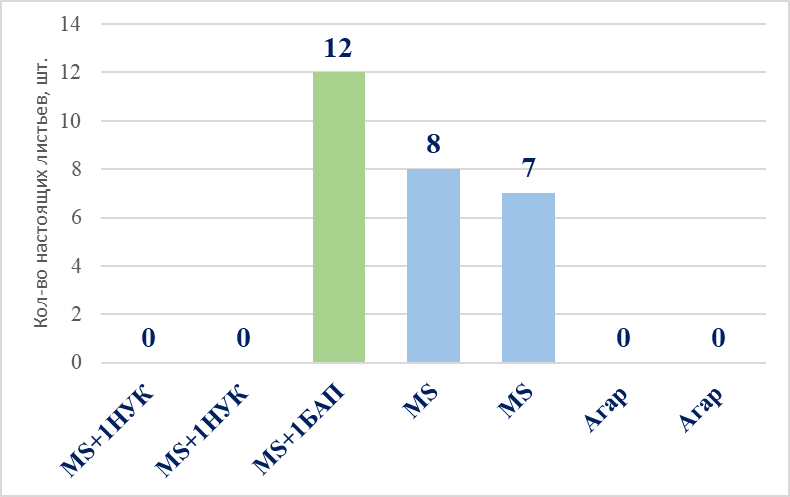 Кол-во настоящих листьев, шт.
14
12
10
8
6
4
2
0
0
0
12
8
7
0
0
MS+1НУК
MS+1НУК
MS+1БАП
MS
MS
Агар
Агар